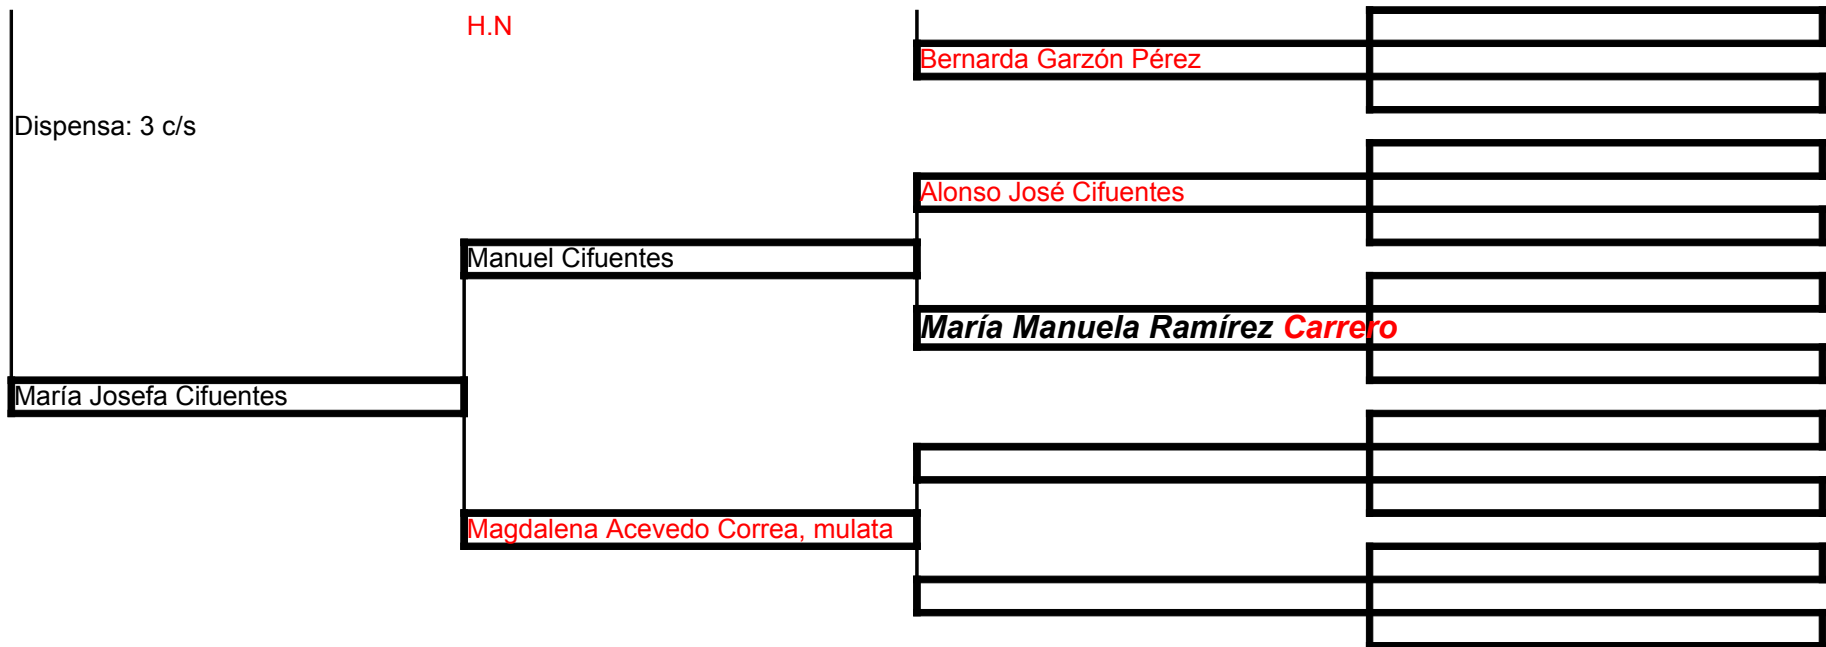 H.N
Bernarda Garzón Pérez
Dispensa: 3 c/s
Alonso José Cifuentes
Manuel Cifuentes
María Manuela Ramírez Carrero
María Josefa Cifuentes
Magdalena Acevedo Correa, mulata